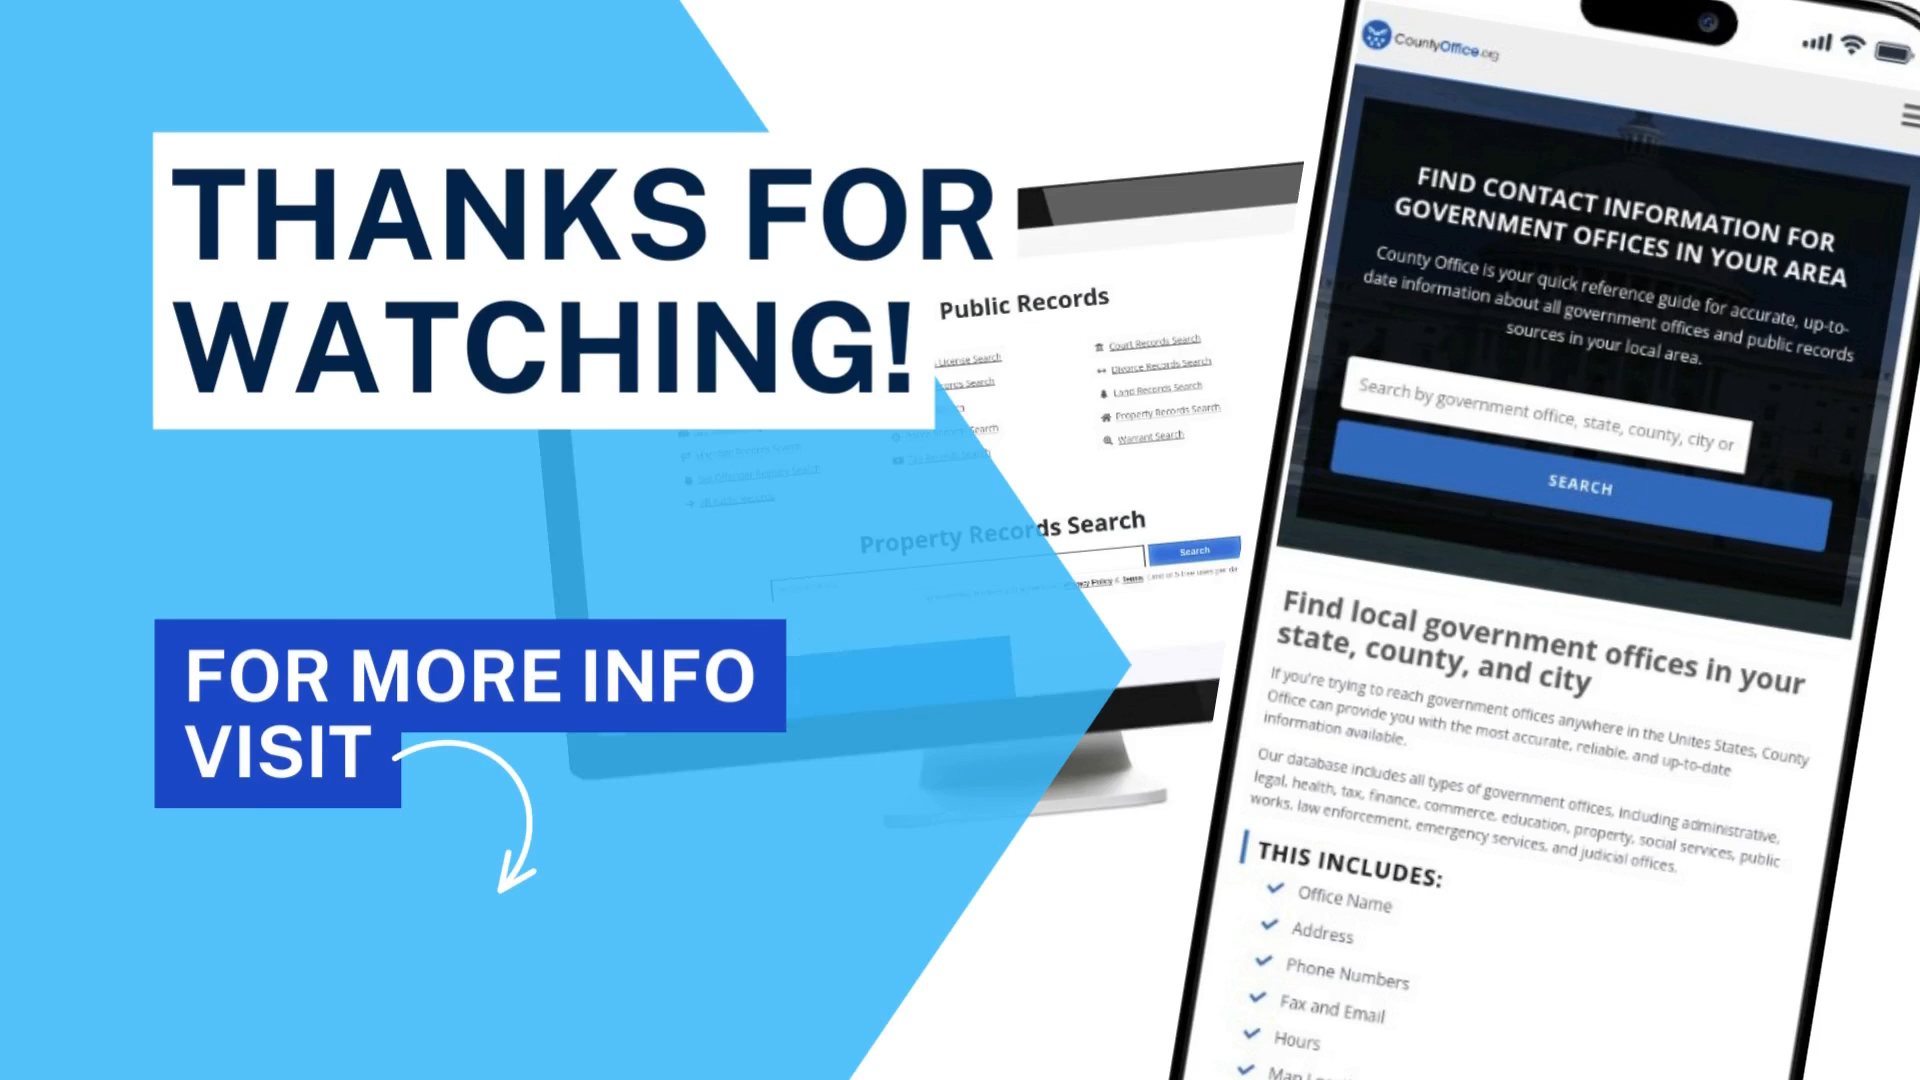 THANKS FOR
WATCHING!
FOR MORE INFO
VISIT
Public Records
License Search
Search
Search
Court Records Search
Divorce Records Search
Land Records Search
Property Records Search
Warrant Search
Property Records Search
Search
CountyOffice.org
FIND CONTACT INFORMATION FOR
GOVERNMENT OFFICES IN YOUR AREA
County Office is your quick reference guide for accurate, up-to-
date information about all government offices and public records
sources in your local area.
Search by government office, state, county, city or
SEARCH
Find local government offices in your
state, county, and city
If you're trying to reach government offices anywhere in the Unites States, County
Office can provide you with the most accurate, reliable, and up-to-date
information available.
Our database includes all types of government offices, including administrative,
legal, health, tax, finance, commerce, education, property, social services, public
works, law enforcement, emergency services, and judicial offices.
THIS INCLUDES:
Office Name
Address
Phone Numbers
Fax and Email
Hours